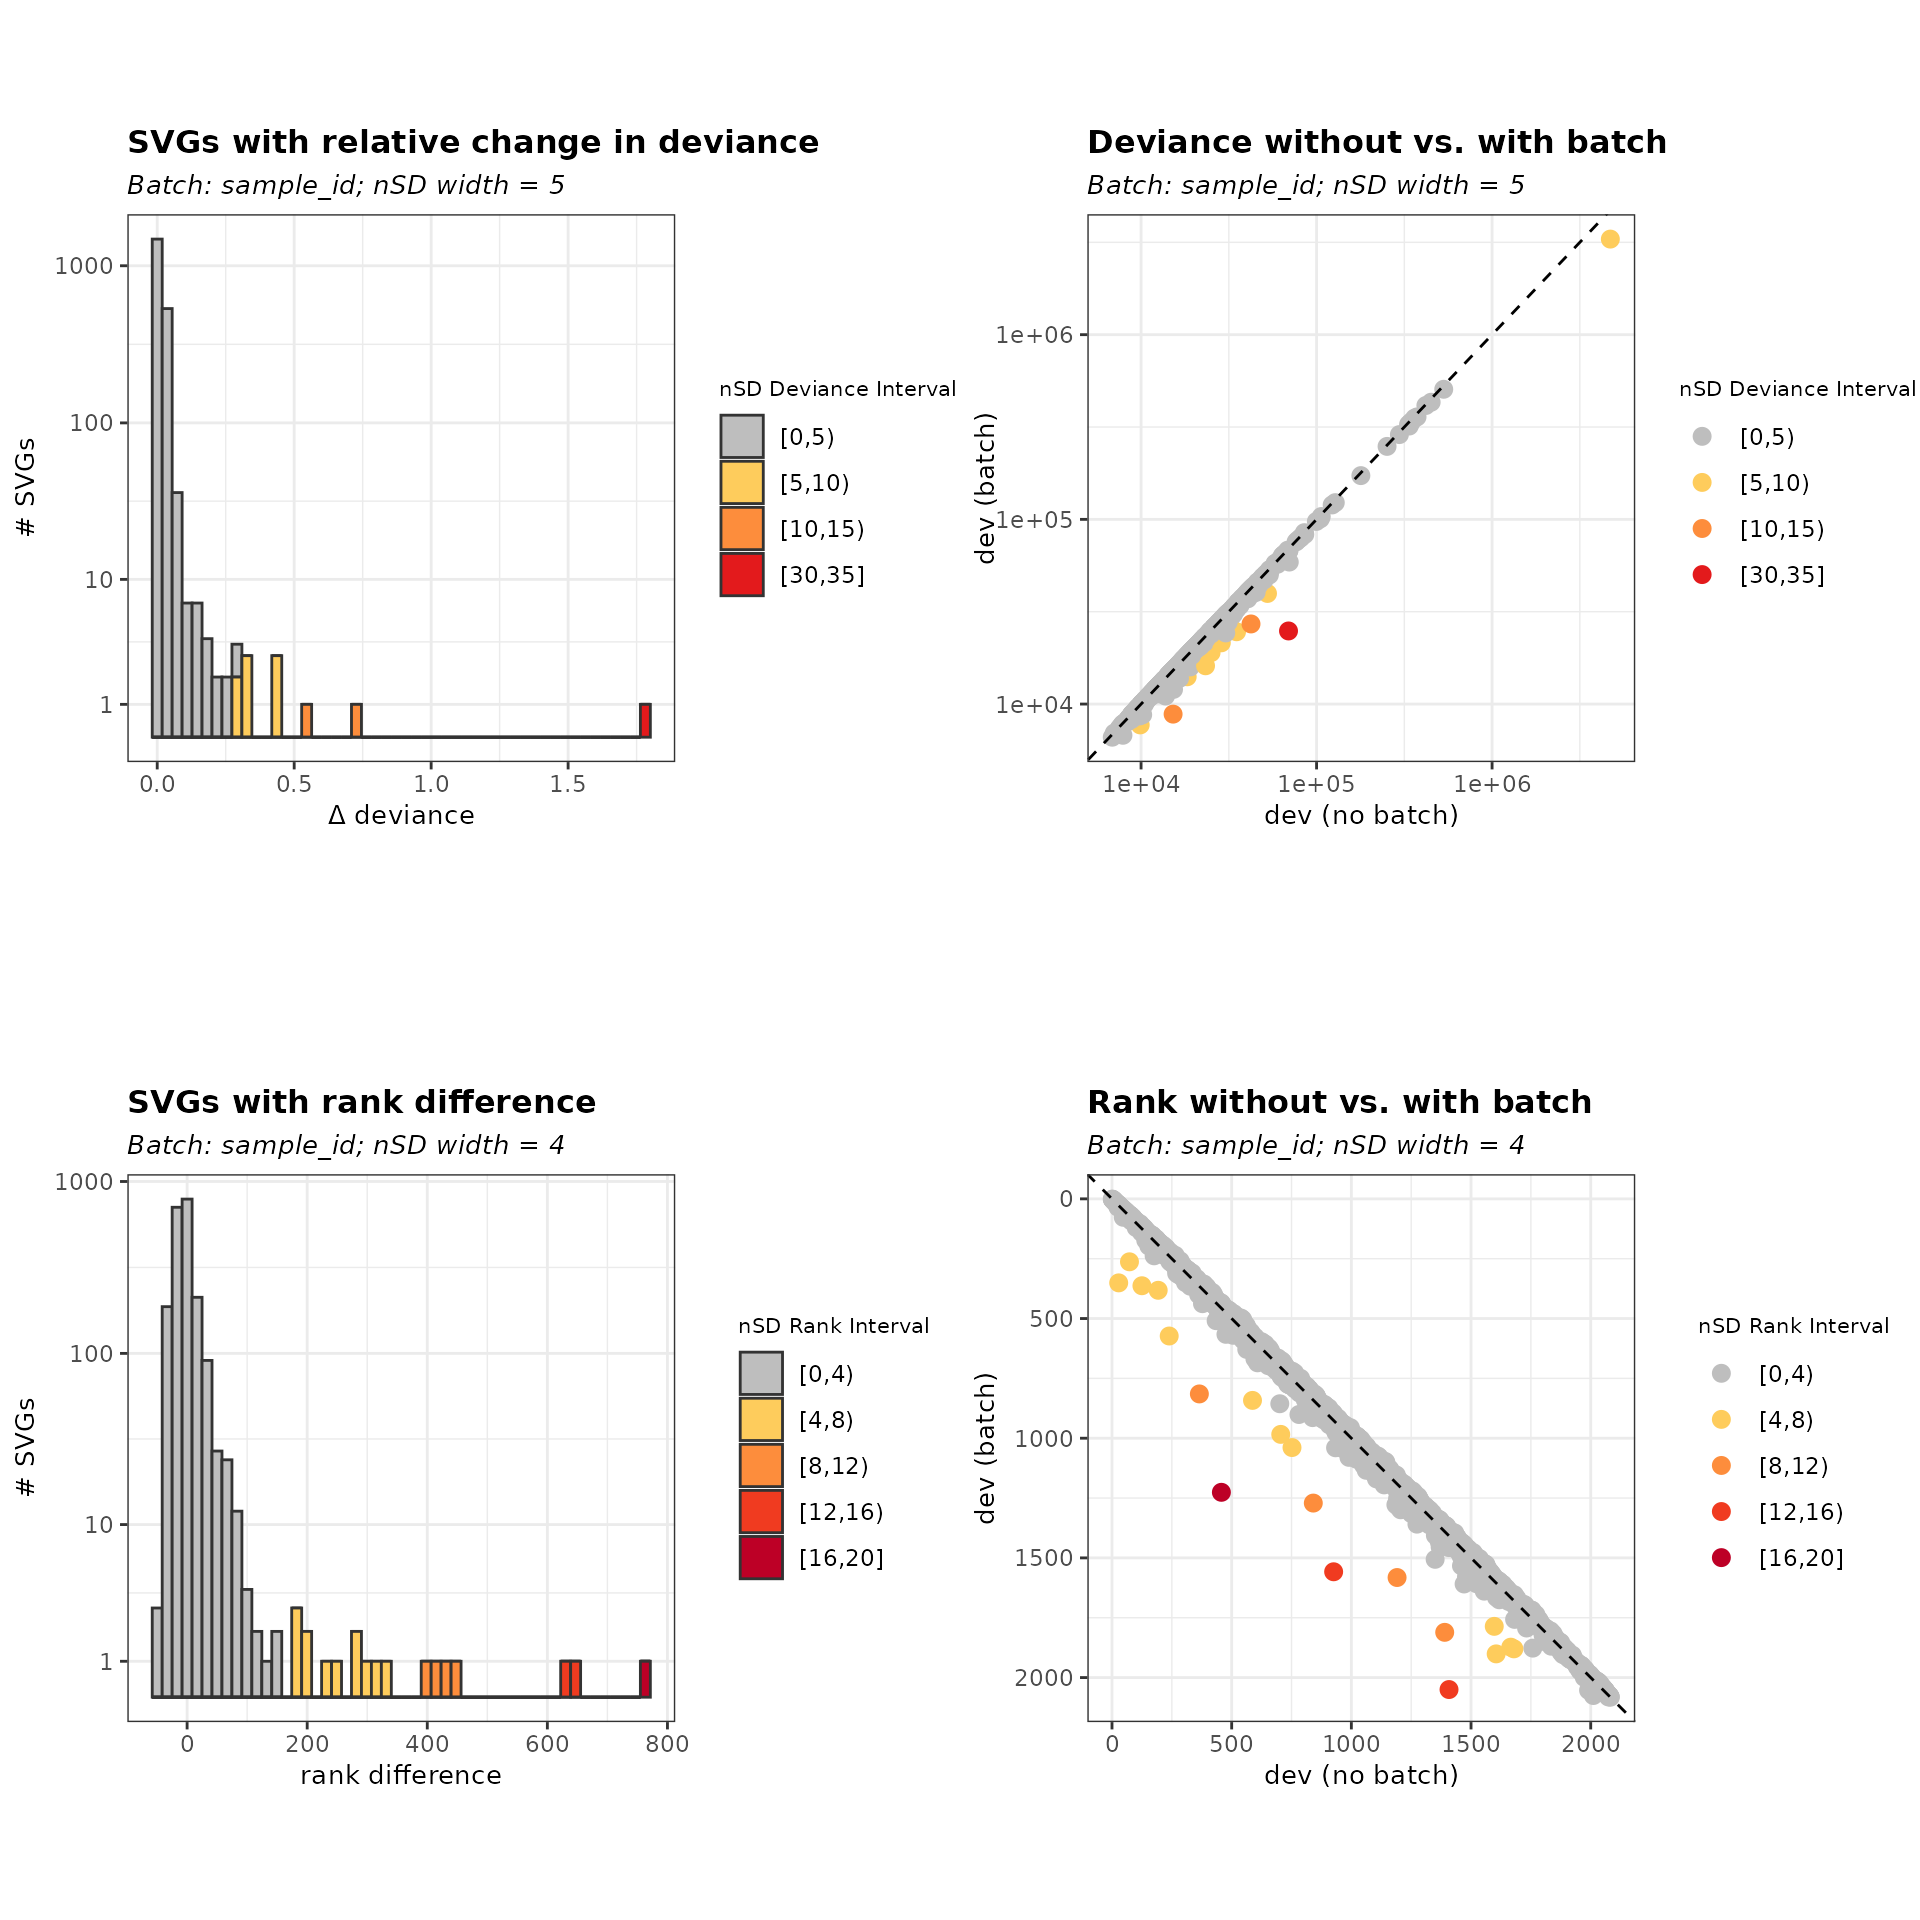 SVGs with relative change in deviance
Batch: sample_id; nSD width = 5
# SVGs
1000
100
10
1
0.0 0.5 1.0 1.5
Δ deviance
nSD Deviance Interval
[0,5)
[5,10)
[10,15)
[30,35]
Deviance without vs. with batch
Batch: sample_id; nSD width = 5
dev (batch)
1e+06
1e+05
1e+04
1e+04 1e+05 1e+06
dev (no batch)
nSD Deviance Interval
[0,5)
[5,10)
[10,15)
[30,35]
SVGs with rank difference
Batch: sample_id; nSD width = 4
# SVGs
1000
100
10
1
0 200 400 600 800
rank difference
nSD Rank Interval
[0,4)
[4,8)
[8,12)
[12,16)
[16,20]
Rank without vs. with batch
Batch: sample_id; nSD width = 4
dev (batch)
0
500
1000
1500
2000
0 500 1000 1500 2000
dev (no batch)
nSD Rank Interval
[0,4)
[4,8)
[8,12)
[12,16)
[16,20]